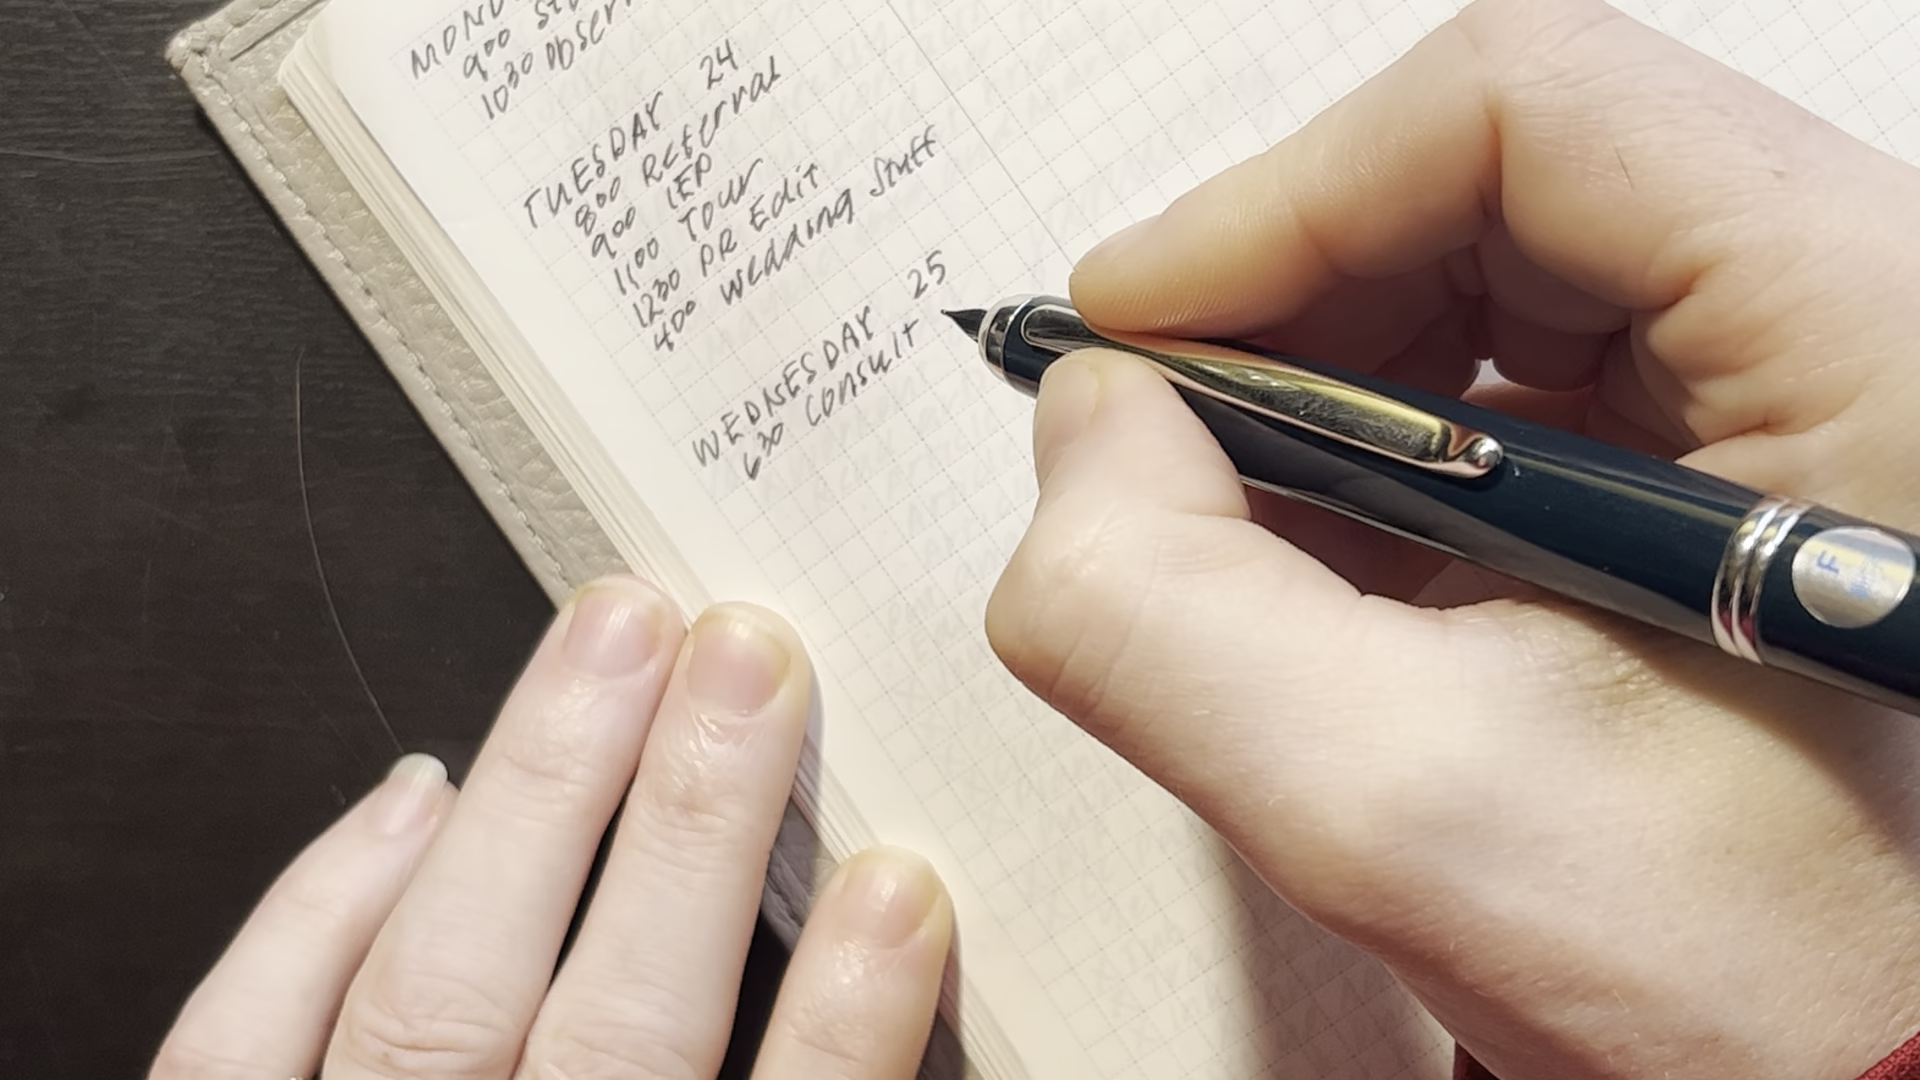 900
1030
TUESDAY 24
800 Referral
900 IEP
1100 TOUR
1230 PR Edit
400 Wedding Stuff
WEDNESDAY 25
630 Consult
F